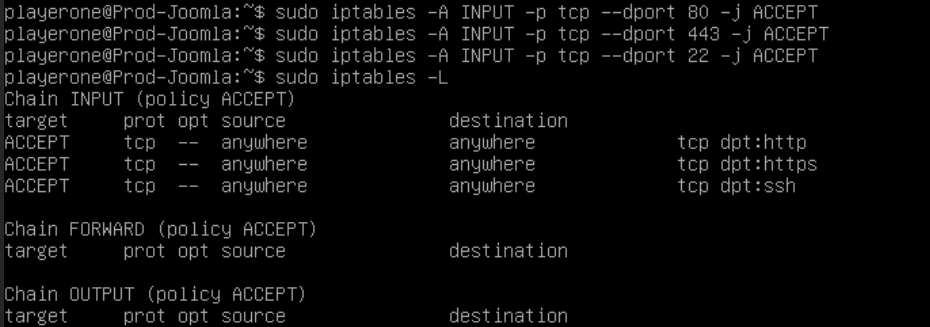 playerone@Prod-Joomla:~$ sudo iptables -A INPUT -p tcp --dport 80 -j ACCEPT
playerone@Prod-Joomla:~$ sudo iptables -A INPUT -p tcp --dport 443 -j ACCEPT
playerone@Prod-Joomla:~$ sudo iptables -A INPUT -p tcp --dport 22 -j ACCEPT
playerone@Prod-Joomla:~$ sudo iptables -L
Chain INPUT (policy ACCEPT)
target     prot opt source               destination
ACCEPT     tcp  --  anywhere             anywhere             tcp dpt:http
ACCEPT     tcp  --  anywhere             anywhere             tcp dpt:https
ACCEPT     tcp  --  anywhere             anywhere             tcp dpt:ssh

Chain FORWARD (policy ACCEPT)
target     prot opt source               destination

Chain OUTPUT (policy ACCEPT)
target     prot opt source               destination